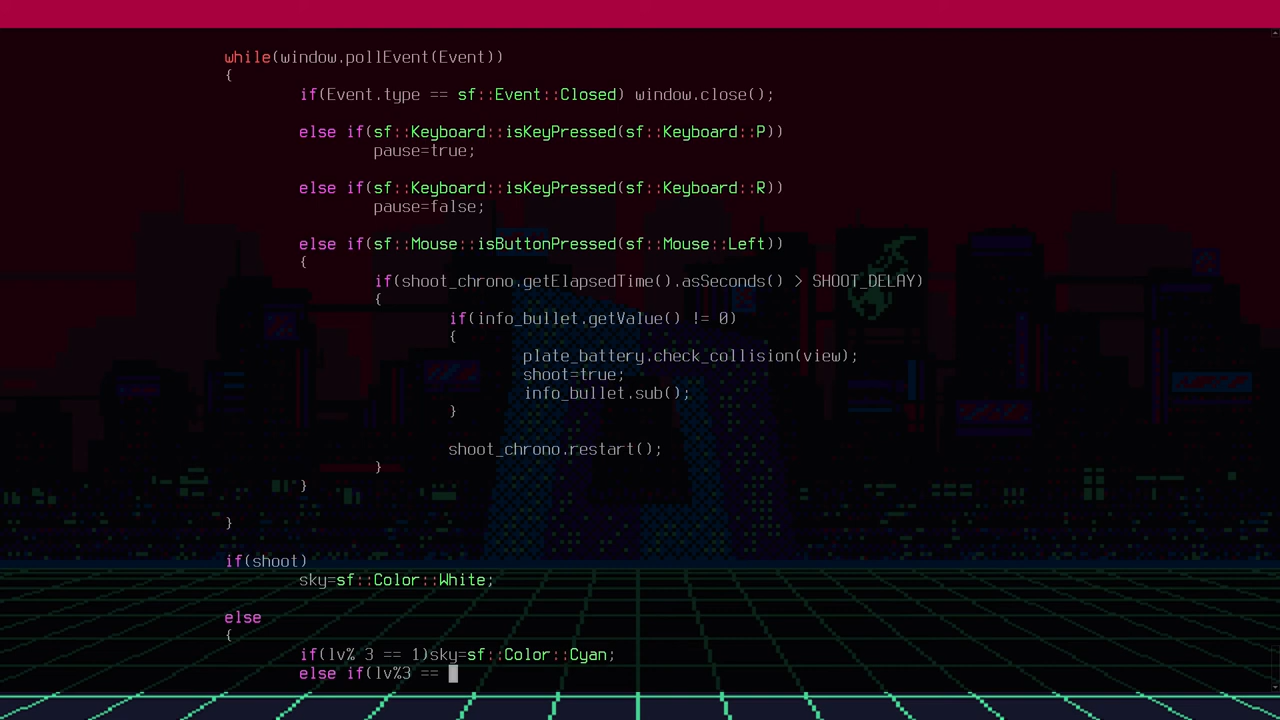 while(window.pollEvent(Event))
{
if(Event.type == sf::Event::Closed) window.close();
else if(sf::Keyboard::isKeyPressed(sf::Keyboard::P))
pause=true;
else if(sf::Keyboard::isKeyPressed(sf::Keyboard::R))
pause=false;
else if(sf::Mouse::isButtonPressed(sf::Mouse::Left))
{
if(shoot_chrono.getElapsedTime().asSeconds() > SHOOT_DELAY)
{
if(info_bullet.getValue() != 0)
{
plate_battery.check_collision(view);
shoot=true;
info_bullet.sub();
}
shoot_chrono.restart();
}
}
}
if(shoot)
sky=sf::Color::White;
else
{
if(lv% 3 == 1)sky=sf::Color::Cyan;
else if(lv%3 ==